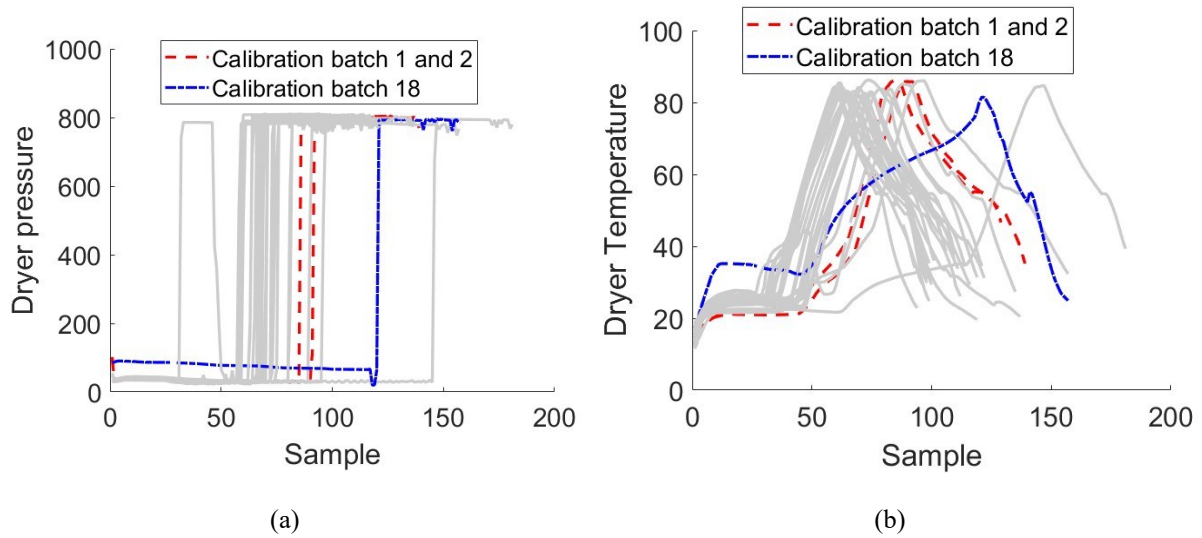 Calibration batch 1 and 2
Calibration batch 18
1000
800
600
400
200
0
0 50 100 150 200
Dryer pressure
Sample
(a)
Calibration batch 1 and 2
Calibration batch 18
100
80
60
40
20
0
0 50 100 150 200
Dryer Temperature
Sample
(b)